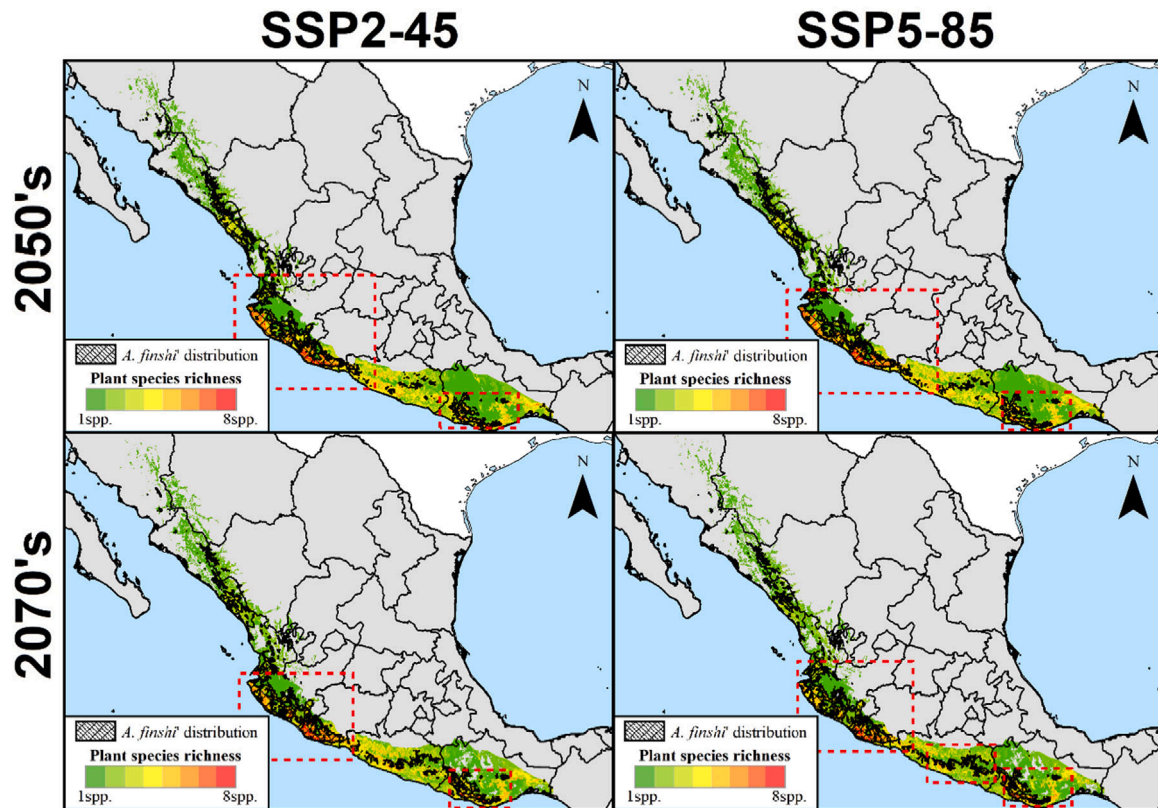 SSP2-45
SSP5-85
2050's
N
A. finshi' distribution
Plant species richness
1spp. 8spp.
N
A. finshi' distribution
Plant species richness
1spp. 8spp.
2070's
N
A. finshi' distribution
Plant species richness
1spp. 8spp.
N
A. finshi' distribution
Plant species richness
1spp. 8spp.